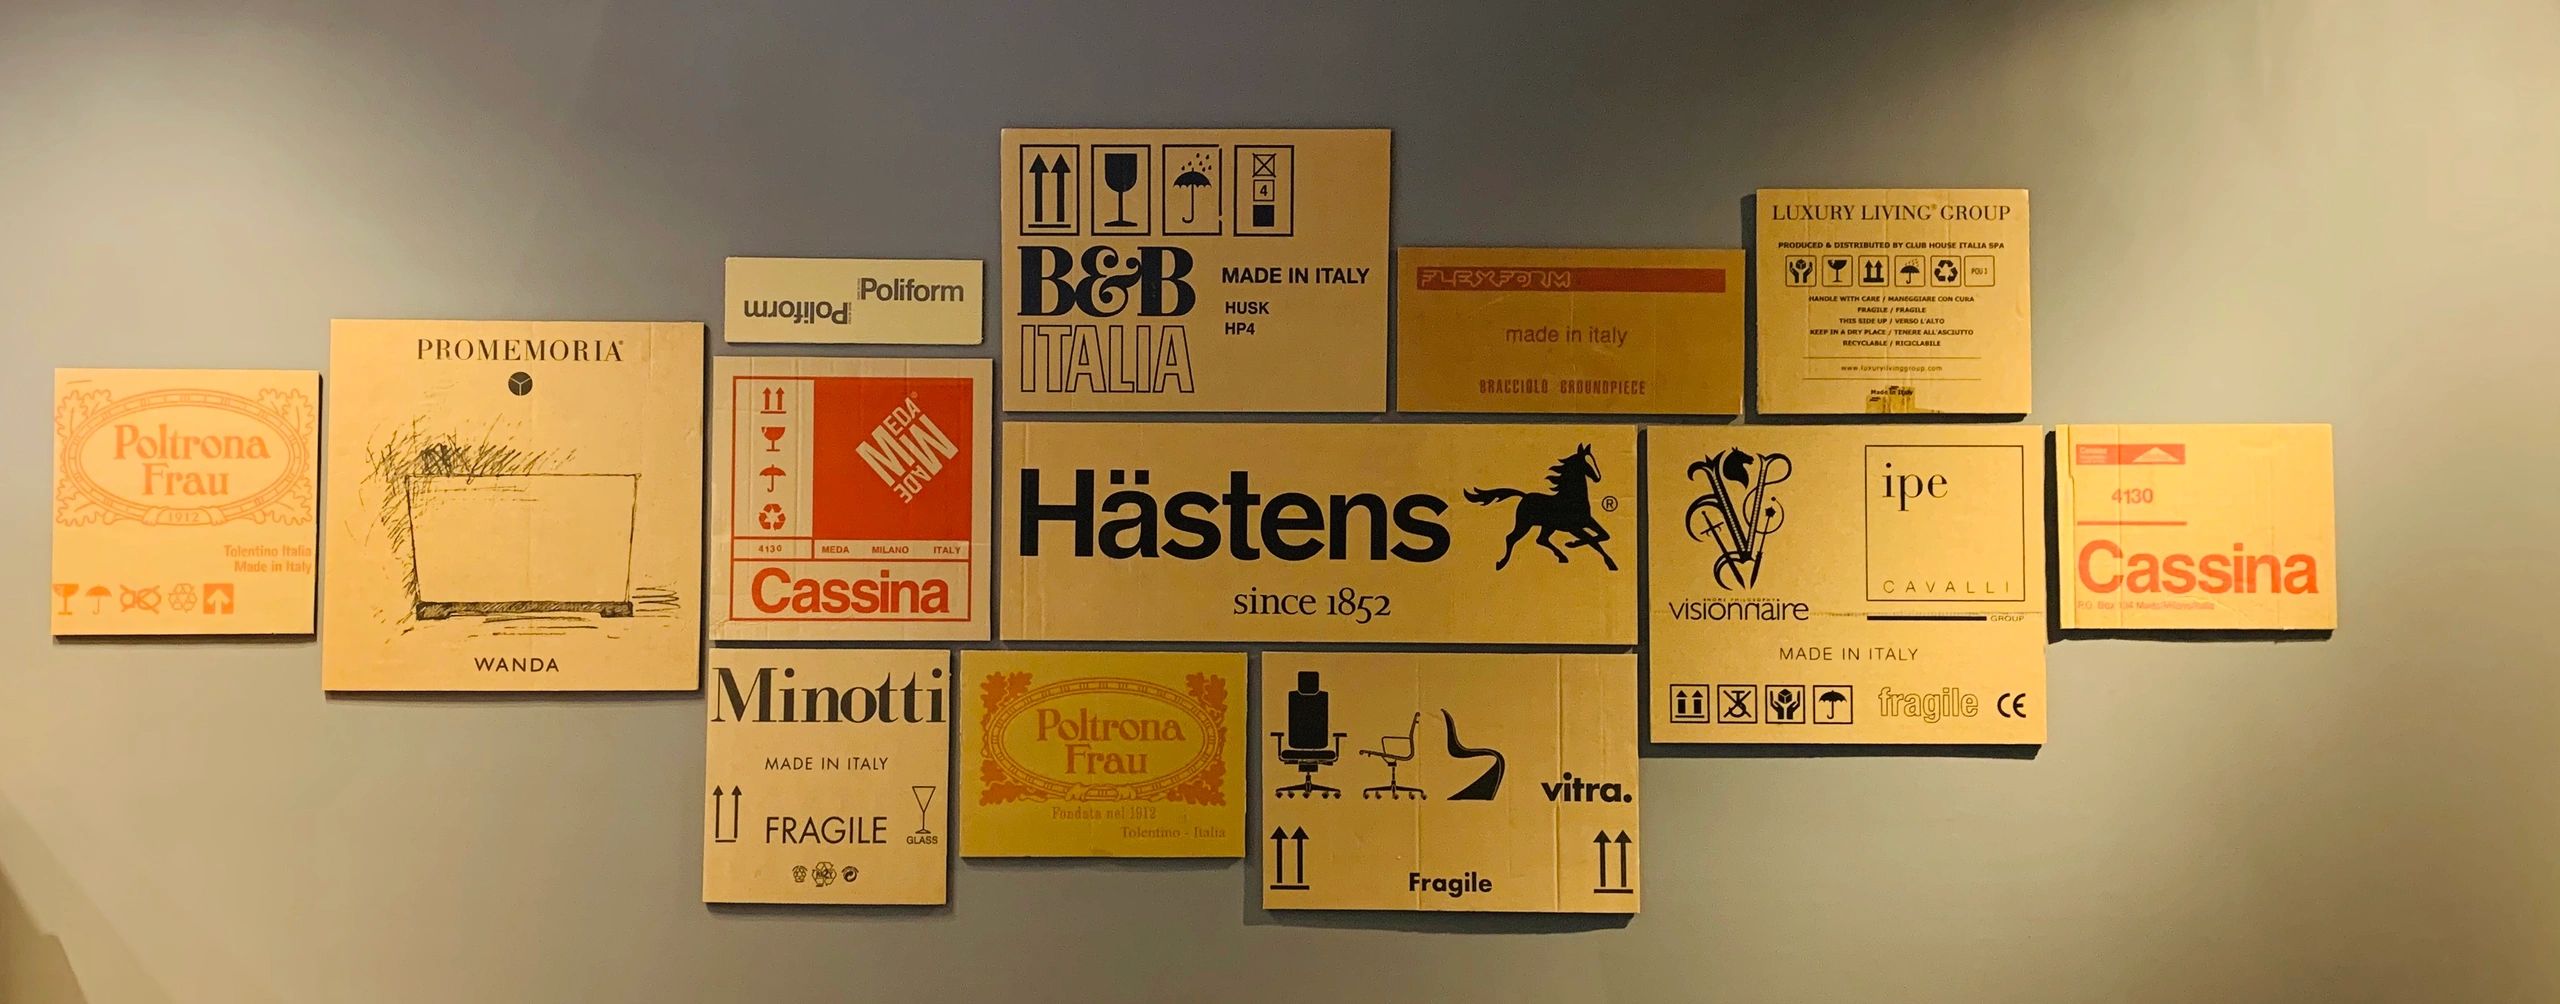 Poltrona
Frau
1912
Tolentino Italia
Made in Italy
PROMEMORIA®
WANDA
Poliform
Poliform
MEDA
MADE
4130
MEDA MILANO ITALY
Cassina
Minotti
MADE IN ITALY
FRAGILE
GLASS
4
B&B
ITALIA
MADE IN ITALY
HUSK
HP4
Hästens
®
since 1852
Poltrona
Frau
Fondata nel 1912
Tolentino - Italia
vitra.
Fragile
FLEXFORM
made in italy
BRACCIOLO GROUNDPIECE
LUXURY LIVING® GROUP
PRODUCED & DISTRIBUTED BY CLUB HOUSE ITALIA SPA
HANDLE WITH CARE / MANEGGIARE CON CURA
FRAGILE / FRAGILE
THIS SIDE UP / VERSO L'ALTO
KEEP IN A DRY PLACE / TENERE ALL'ASCIUTTO
RECYCLABLE / RICICLABILE
www.luxurylivinggroup.com
Made in Italy
HOME PHILOSOPHY
visionnaire
ipe
CAVALLI
GROUP
MADE IN ITALY
fragile CE
4130
Cassina